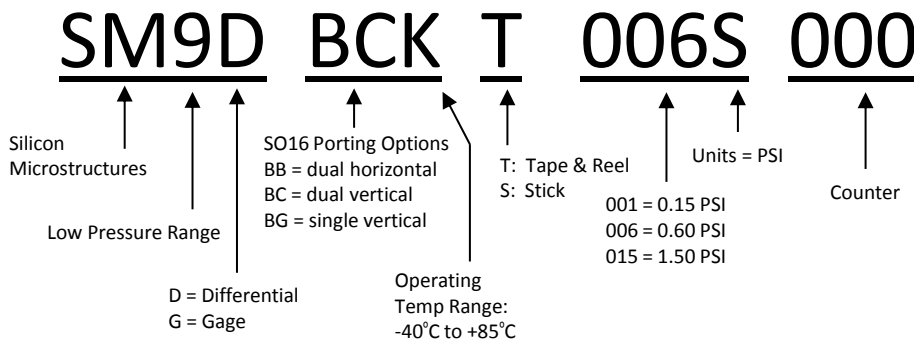 SM9D BCK T 006S 000
Silicon
Microstructures
Low Pressure Range
D = Differential
G = Gage
SO16 Porting Options
BB = dual horizontal
BC = dual vertical
BG = single vertical
Operating
Temp Range:
-40°C to +85°C
T: Tape & Reel
S: Stick
001 = 0.15 PSI
006 = 0.60 PSI
015 = 1.50 PSI
Units = PSI
Counter